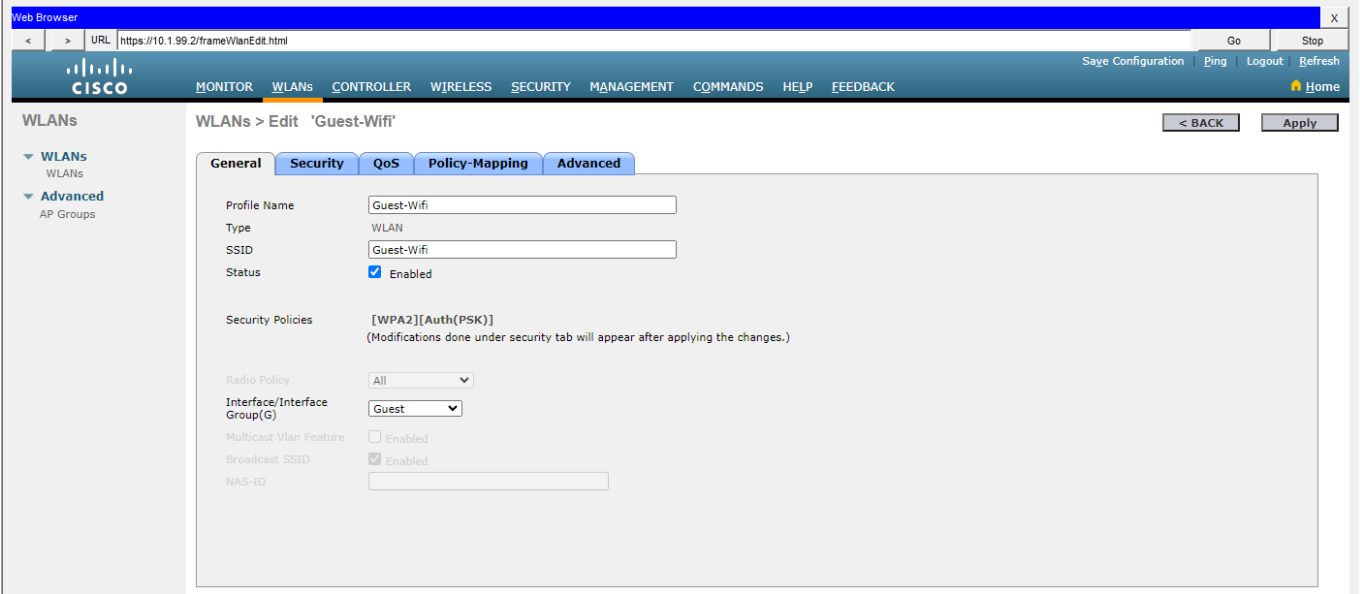 Web Browser X
< > URL https://10.1.99.2/frameWlanEdit.html Go Stop
Save Configuration Ping Logout Refresh
CISCO MONITOR WLANs CONTROLLER WIRELESS SECURITY MANAGEMENT COMMANDS HELP FEEDBACK Home
WLANs
WLANs
WLANs
Advanced
AP Groups
WLANs > Edit 'Guest-Wifi' < BACK Apply
General Security QoS Policy-Mapping Advanced
Profile Name Guest-Wifi
Type WLAN
SSID Guest-Wifi
Status Enabled
Security Policies [WPA2][Auth(PSK)]
(Modifications done under security tab will appear after applying the changes.)
Radio Policy All
Interface/Interface
Group(G) Guest
Multicast Vlan Feature Enabled
Broadcast SSID Enabled
NAS-ID